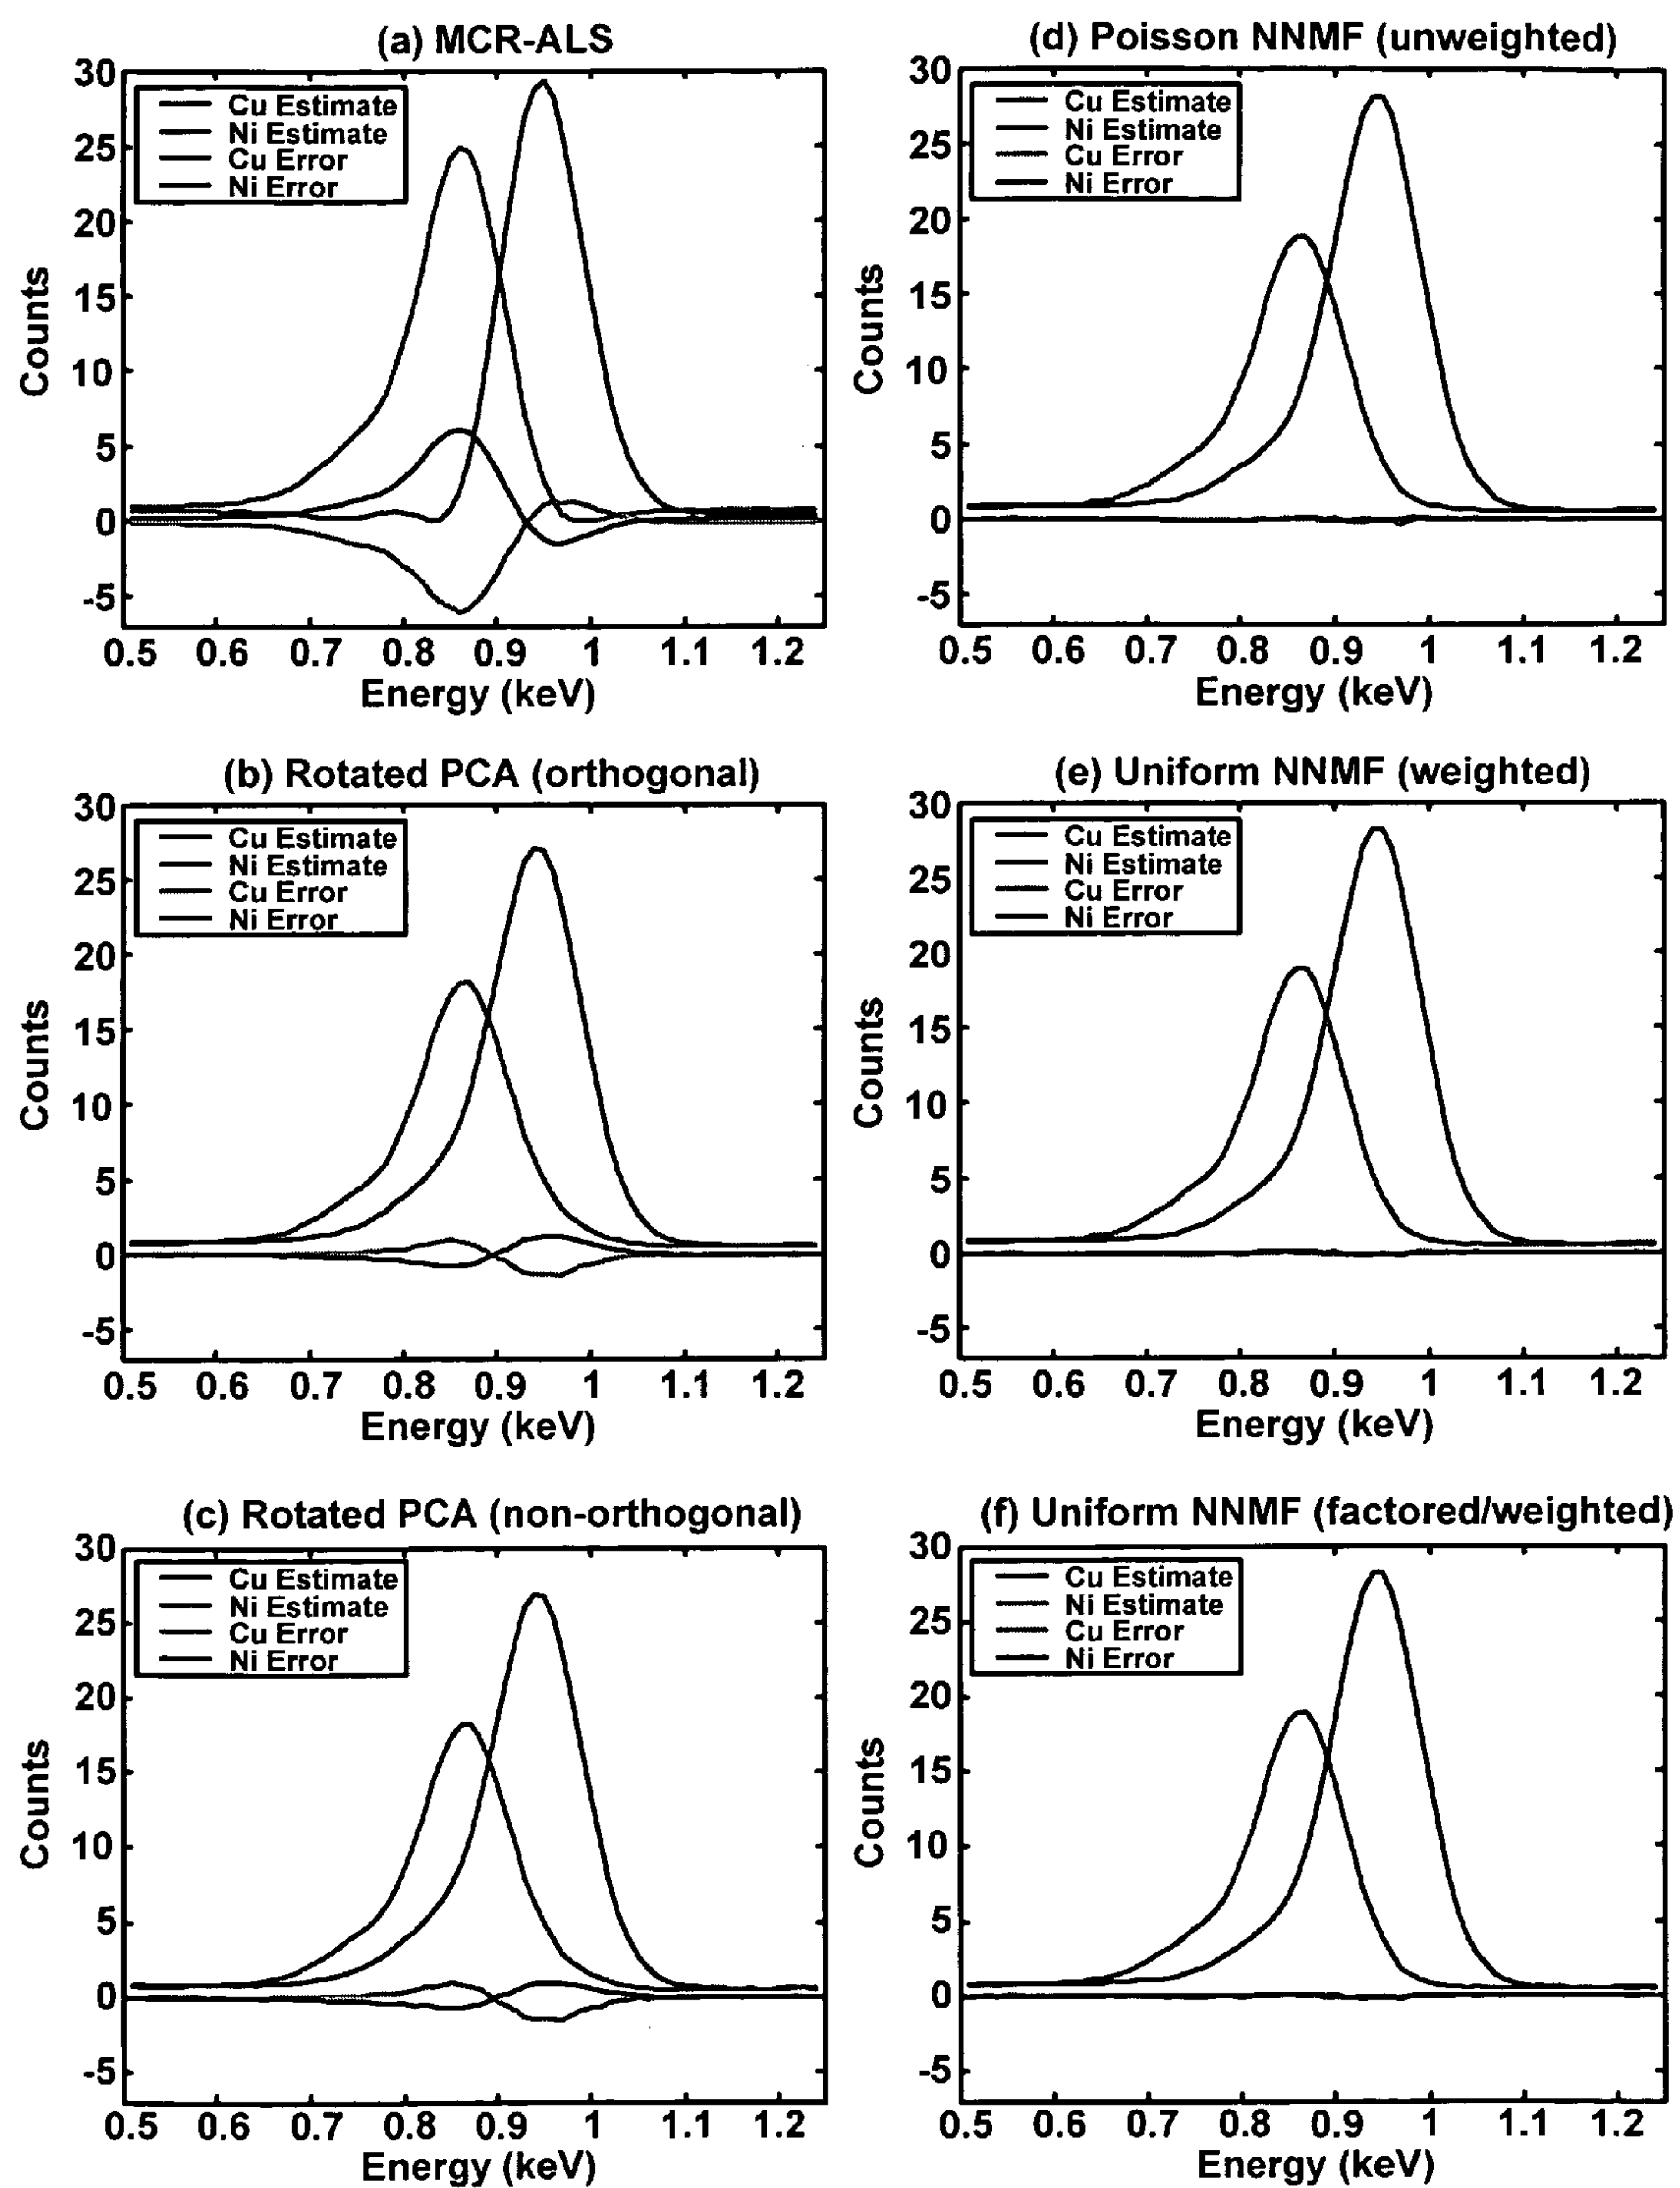 (a) MCR-ALS
30
25
20
15
10
5
0
-5
Counts
Cu Estimate
Ni Estimate
Cu Error
Ni Error
0.5 0.6 0.7 0.8 0.9 1 1.1 1.2
Energy (keV)
(d) Poisson NNMF (unweighted)
30
25
20
15
10
5
0
-5
Counts
Cu Estimate
Ni Estimate
Cu Error
Ni Error
0.5 0.6 0.7 0.8 0.9 1 1.1 1.2
Energy (keV)
(b) Rotated PCA (orthogonal)
30
25
20
15
10
5
0
-5
Counts
Cu Estimate
Ni Estimate
Cu Error
Ni Error
0.5 0.6 0.7 0.8 0.9 1 1.1 1.2
Energy (keV)
(e) Uniform NNMF (weighted)
30
25
20
15
10
5
0
-5
Counts
Cu Estimate
Ni Estimate
Cu Error
Ni Error
0.5 0.6 0.7 0.8 0.9 1 1.1 1.2
Energy (keV)
(c) Rotated PCA (non-orthogonal)
30
25
20
15
10
5
0
-5
Counts
Cu Estimate
Ni Estimate
Cu Error
Ni Error
0.5 0.6 0.7 0.8 0.9 1 1.1 1.2
Energy (keV)
(f) Uniform NNMF (factored/weighted)
30
25
20
15
10
5
0
-5
Counts
Cu Estimate
Ni Estimate
Cu Error
Ni Error
0.5 0.6 0.7 0.8 0.9 1 1.1 1.2
Energy (keV)